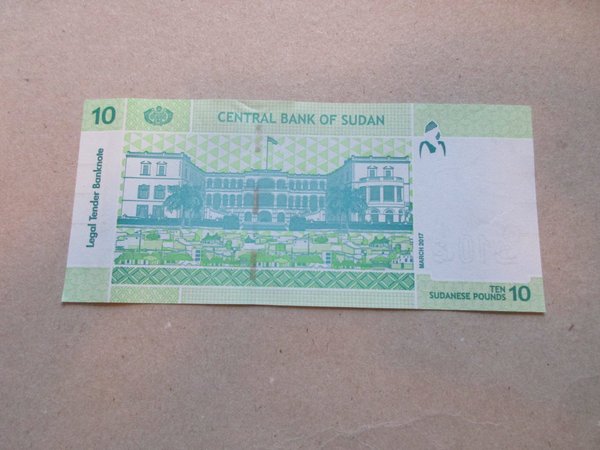 10
CENTRAL BANK OF SUDAN
Legal Tender Banknote
MARCH 2017
TEN
SUDANESE POUNDS 10